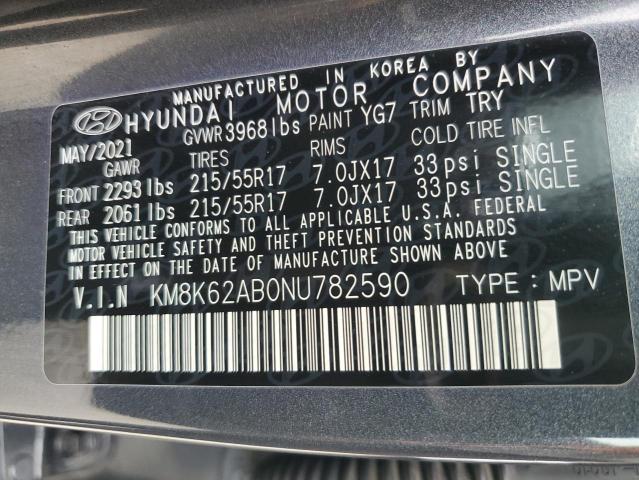 MANUFACTURED IN KOREA BY
HYUNDAI MOTOR COMPANY
MAY/2021 GVWR 3968 lbs PAINT YG7 TRIM TRY
GAWR TIRES RIMS COLD TIRE INFL
FRONT 2293 lbs 215/55R17 7.0JX17 33 psi SINGLE
REAR 2061 lbs 215/55R17 7.0JX17 33 psi SINGLE
THIS VEHICLE CONFORMS TO ALL APPLICABLE U.S.A. FEDERAL
MOTOR VEHICLE SAFETY AND THEFT PREVENTION STANDARDS
IN EFFECT ON THE DATE OF MANUFACTURE SHOWN ABOVE
V.I.N KM8K62AB0NU782590 TYPE : MPV